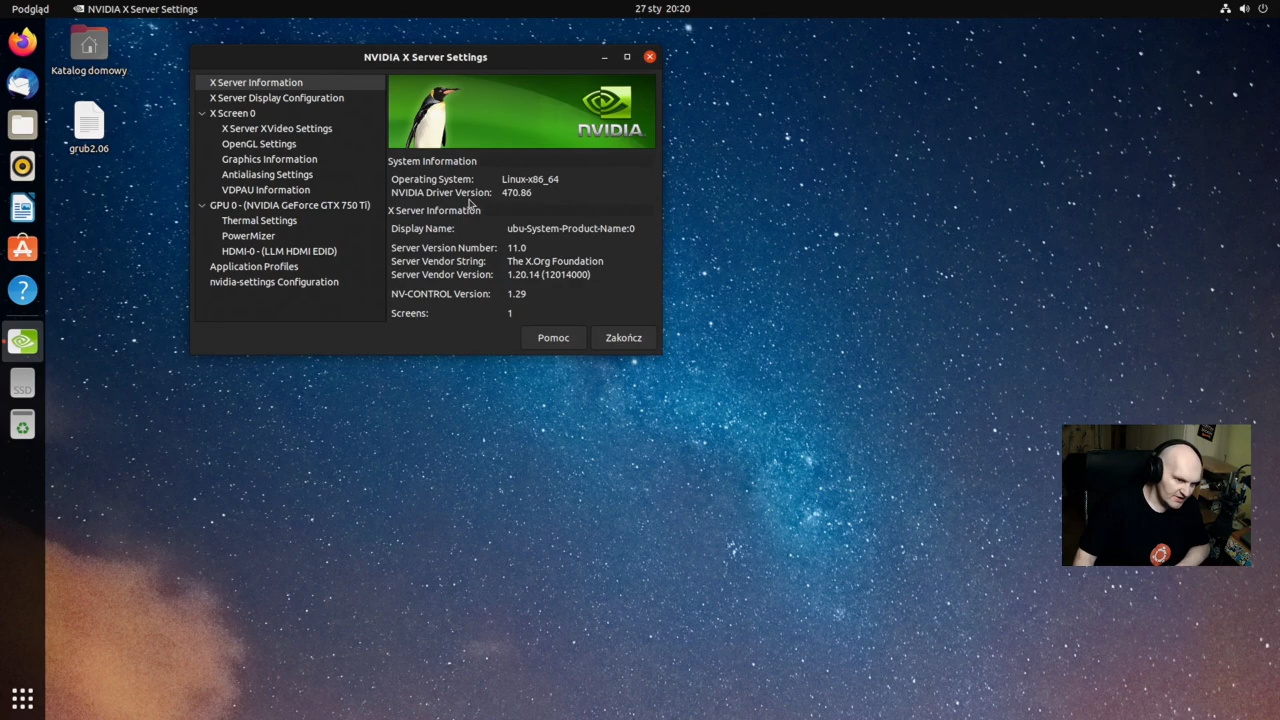 Podgląd
NVIDIA X Server Settings
27 sty 20:20
Katalog domowy
grub2.06
SSD
NVIDIA X Server Settings
X Server Information
X Server Display Configuration
X Screen 0
X Server XVideo Settings
OpenGL Settings
Graphics Information
Antialiasing Settings
VDPAU Information
GPU 0 - (NVIDIA GeForce GTX 750 Ti)
Thermal Settings
PowerMizer
HDMI-0 - (LLM HDMI EDID)
Application Profiles
nvidia-settings Configuration
NVIDIA
System Information
Operating System: Linux-x86_64
NVIDIA Driver Version: 470.86
X Server Information
Display Name: ubu-System-Product-Name:0
Server Version Number: 11.0
Server Vendor String: The X.Org Foundation
Server Vendor Version: 1.20.14 (12014000)
NV-CONTROL Version: 1.29
Screens: 1
Pomoc
Zakończ